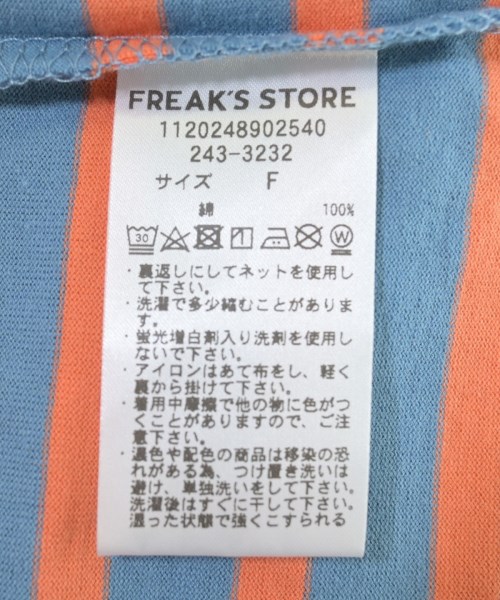 FREAK'S STORE
1120248902540
243-3232
サイズ F
綿 100%
30 W
・裏返しにしてネットを使用し
て下さい。
・洗濯で多少縮むことがありま
す。
・蛍光増白剤入り洗剤を使用し
ないで下さい。
・アイロンはあて布をし、軽く
裏から掛けて下さい。
・着用中摩擦で他の物に色がつ
くことがありますので、ご注
意下さい。
・濃色や配色の商品は移染の恐
れがある為、つけ置き洗いは
避け、単独洗いをして下さい。
洗濯後はすぐに干して下さい。
湿った状態で強くこすられる